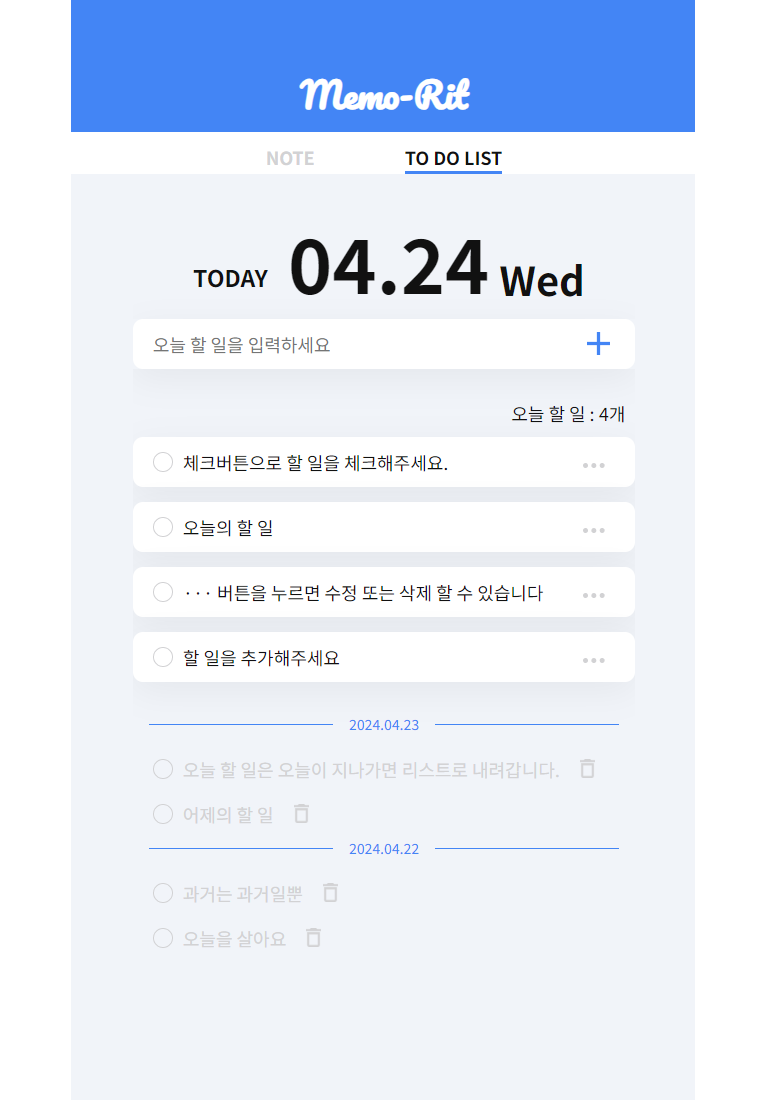 Memo-Rit
NOTE TO DO LIST
TODAY 04.24 Wed
오늘 할 일을 입력하세요
오늘 할 일 : 4개
체크버튼으로 할 일을 체크해주세요.
오늘의 할 일
··· 버튼을 누르면 수정 또는 삭제 할 수 있습니다
할 일을 추가해주세요
2024.04.23
오늘 할 일은 오늘이 지나가면 리스트로 내려갑니다.
어제의 할 일
2024.04.22
과거는 과거일뿐
오늘을 살아요